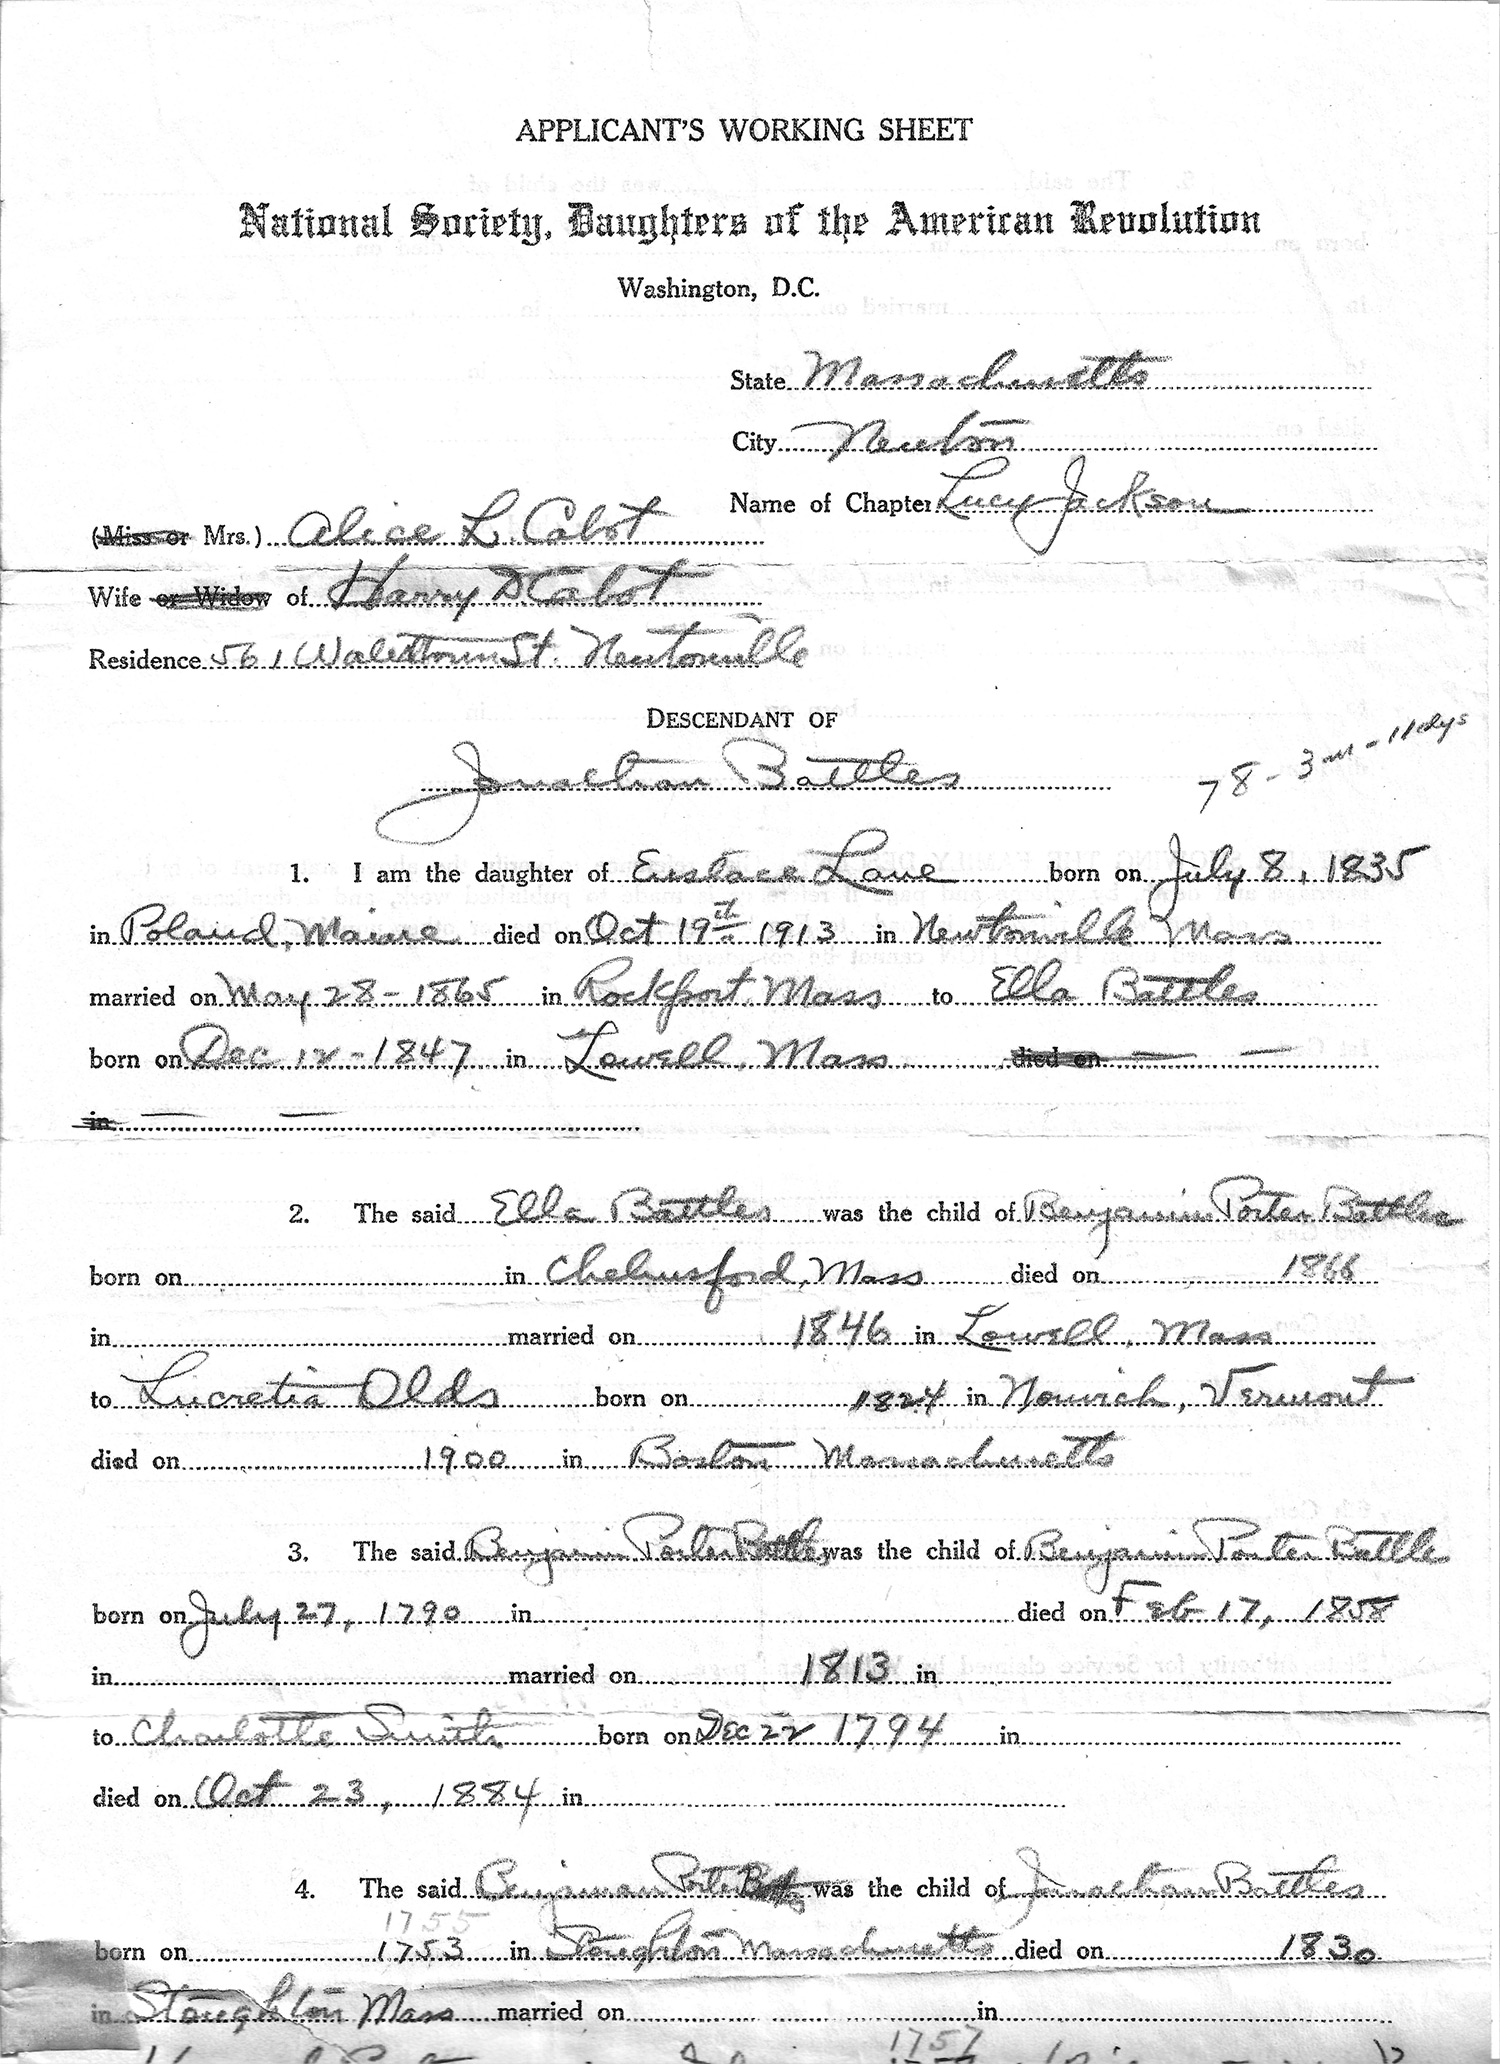 APPLICANT'S WORKING SHEET
National Society, Daughters of the American Revolution
Washington, D.C.
State Massachusetts
City Newton
Name of Chapter Lucy Jackson
(Miss or Mrs.) Alice L. Cabot
Wife or Widow of Harry D Cabot
Residence 561 Watertown St. Newtonville
DESCENDANT OF
Jonathan Battles
78 - 3 - 11 dys
1. I am the daughter of Eustace Lane born on July 8, 1835
in Poland, Maine died on Oct 19th 1913 in Newtonville Mass
married on May 28 - 1865 in Rockport, Mass to Ella Battles
born on Dec 12 - 1847 in Lowell, Mass died on
in
2. The said Ella Battles was the child of Benjamin Porter Battles
born on in Chelmsford, Mass died on 1866
in married on 1846 in Lowell, Mass
to Lucretia Olds born on 1824 in Norwich, Vermont
died on 1900 in Boston Massachusetts
3. The said Benjamin Porter Battles was the child of Benjamin Porter Battles
born on July 27, 1790 in died on Feb 17, 1858
in married on 1813 in
to Charlotte Smith born on Dec 22 1794 in
died on Oct 23, 1884 in
4. The said Benjaman Porter Battles was the child of Jonathan Battles
1755
born on 1753 in Stoughton Massachusetts died on 1830
in Stoughton Mass married on in
1757